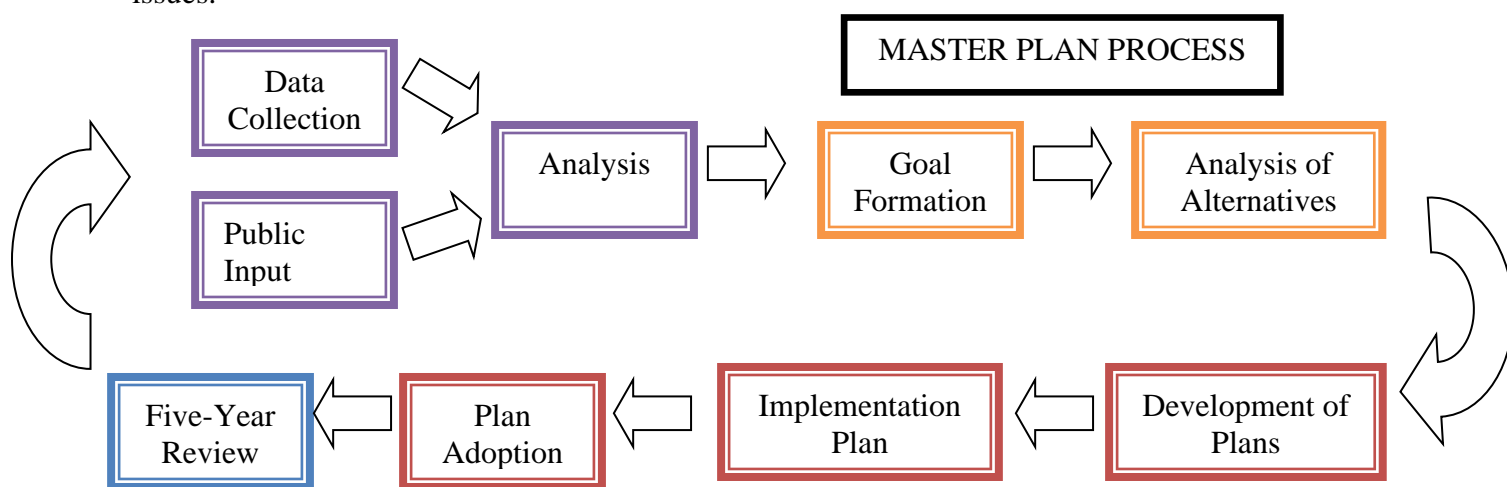 issues.
MASTER PLAN PROCESS
Data
Collection
Public
Input
Analysis
Goal
Formation
Analysis of
Alternatives
Development of
Plans
Implementation
Plan
Plan
Adoption
Five-Year
Review